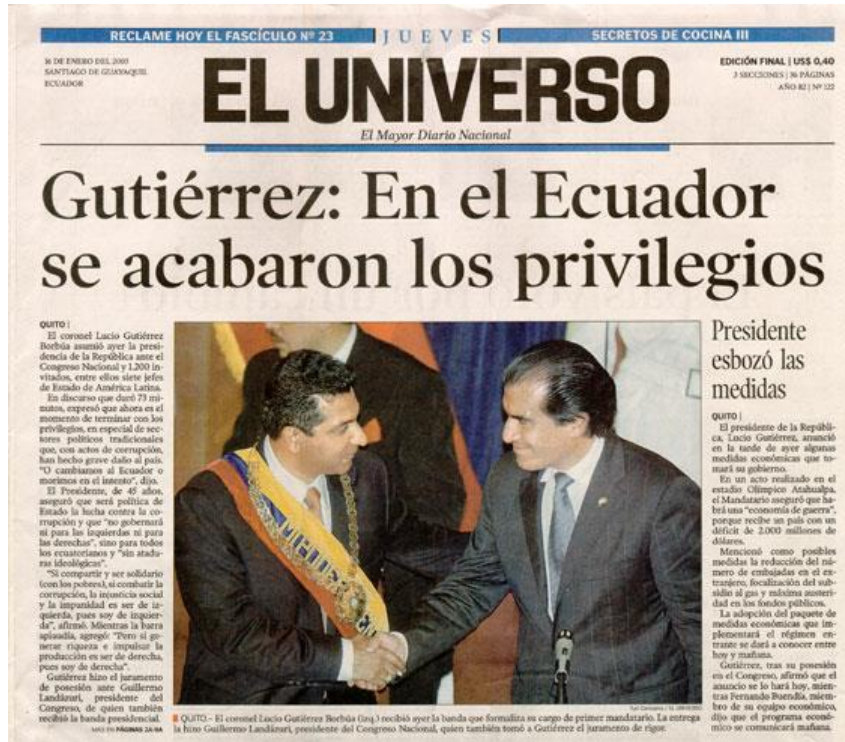 RECLAME HOY EL FASCÍCULO Nº 23
JUEVES
SECRETOS DE COCINA III
16 DE ENERO DEL 2003
SANTIAGO DE GUAYAQUIL
ECUADOR
EL UNIVERSO
El Mayor Diario Nacional
EDICIÓN FINAL | US$ 0,40
3 SECCIONES | 36 PÁGINAS
AÑO 82 | Nº 122
Gutiérrez: En el Ecuador
se acabaron los privilegios
QUITO |
El coronel Lucio Gutiérrez
Borbúa asumió ayer la presi-
dencia de la República ante el
Congreso Nacional y 1.200 in-
vitados, entre ellos siete jefes
de Estado de América Latina.
En discurso que duró 73 mi-
nutos, expresó que ahora es el
momento de terminar con los
privilegios, en especial de sec-
tores políticos tradicionales
que, con actos de corrupción,
han hecho grave daño al país.
"O cambiamos al Ecuador o
morimos en el intento", dijo.
El Presidente, de 45 años,
aseguró que será política de
Estado la lucha contra la co-
rrupción y que "no gobernará
ni para las izquierdas ni para
las derechas", sino para todos
los ecuatorianos y "sin atadu-
ras ideológicas".
"Si compartir y ser solidario
(con los pobres), si combatir la
corrupción, la injusticia social
y la impunidad es ser de iz-
quierda, pues soy de izquier-
da", afirmó. Mientras la barra
aplaudía, agregó: "Pero si ge-
nerar riqueza e impulsar la
producción es ser de derecha,
pues soy de derecha".
Gutiérrez hizo el juramento
de posesión ante Guillermo
Landázuri, presidente del
Congreso, de quien también
recibió la banda presidencial.
MÁS EN PÁGINAS 2A-9A
QUITO.- El coronel Lucio Gutiérrez Borbúa (izq.) recibió ayer la banda que formaliza su cargo de primer mandatario. La entrega
la hizo Guillermo Landázuri, presidente del Congreso Nacional, quien también tomó a Gutiérrez el juramento de rigor.
Presidente
esbozó las
medidas
QUITO |
El presidente de la Repúbli-
ca, Lucio Gutiérrez, anunció
en la tarde de ayer algunas
medidas económicas que to-
mará su gobierno.
En un acto realizado en el
estadio Olímpico Atahualpa,
el Mandatario aseguró que ha-
brá una "economía de guerra",
porque recibe un país con un
déficit de 2.000 millones de
dólares.
Mencionó como posibles
medidas la reducción del nú-
mero de embajadas en el ex-
tranjero, focalización del sub-
sidio al gas y máxima austeri-
dad en los fondos públicos.
La adopción del paquete de
medidas económicas que im-
plementará el régimen en-
trante se dará a conocer entre
hoy y mañana.
Gutiérrez, tras su posesión
en el Congreso, afirmó que el
anuncio se lo hará hoy, mien-
tras Fernando Buendía, miem-
bro de su equipo económico,
dijo que el programa econó-
mico se comunicará mañana.